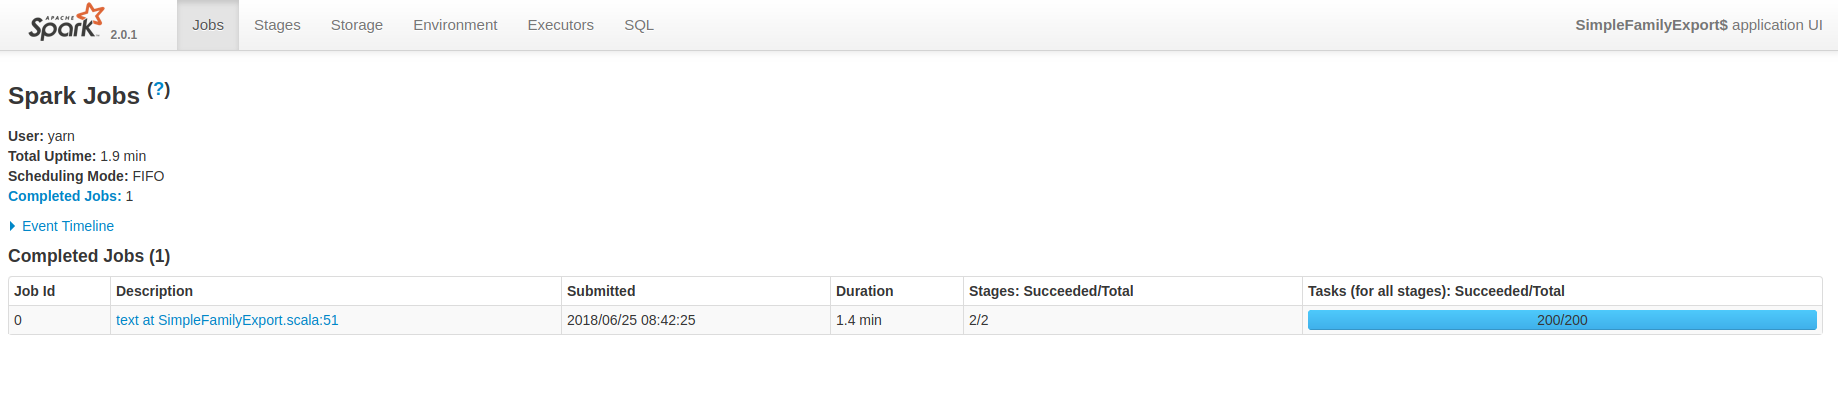 APACHE Spark 2.0.1 Jobs Stages Storage Environment Executors SQL SimpleFamilyExport$ application UI
Spark Jobs (?)
User: yarn
Total Uptime: 1.9 min
Scheduling Mode: FIFO
Completed Jobs: 1
Event Timeline
Completed Jobs (1)
Job Id Description Submitted Duration Stages: Succeeded/Total Tasks (for all stages): Succeeded/Total
0 text at SimpleFamilyExport.scala:51 2018/06/25 08:42:25 1.4 min 2/2 200/200